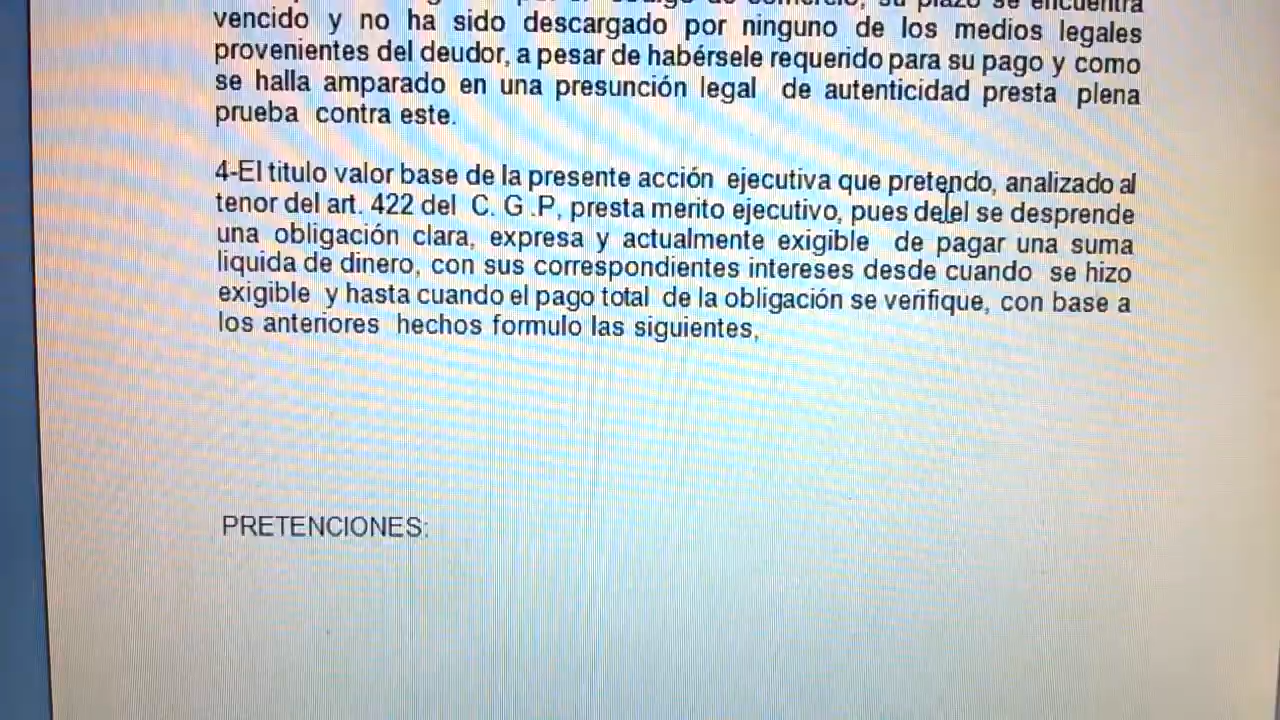 vencido y no ha sido descargado por ninguno de los medios legales
provenientes del deudor, a pesar de habérsele requerido para su pago y como
se halla amparado en una presunción legal de autenticidad presta plena
prueba contra este.
4-El titulo valor base de la presente acción ejecutiva que pretendo, analizado al
tenor del art. 422 del C. G .P, presta merito ejecutivo, pues de el se desprende
una obligación clara, expresa y actualmente exigible de pagar una suma
liquida de dinero, con sus correspondientes intereses desde cuando se hizo
exigible y hasta cuando el pago total de la obligación se verifique, con base a
los anteriores hechos formulo las siguientes,
PRETENCIONES: